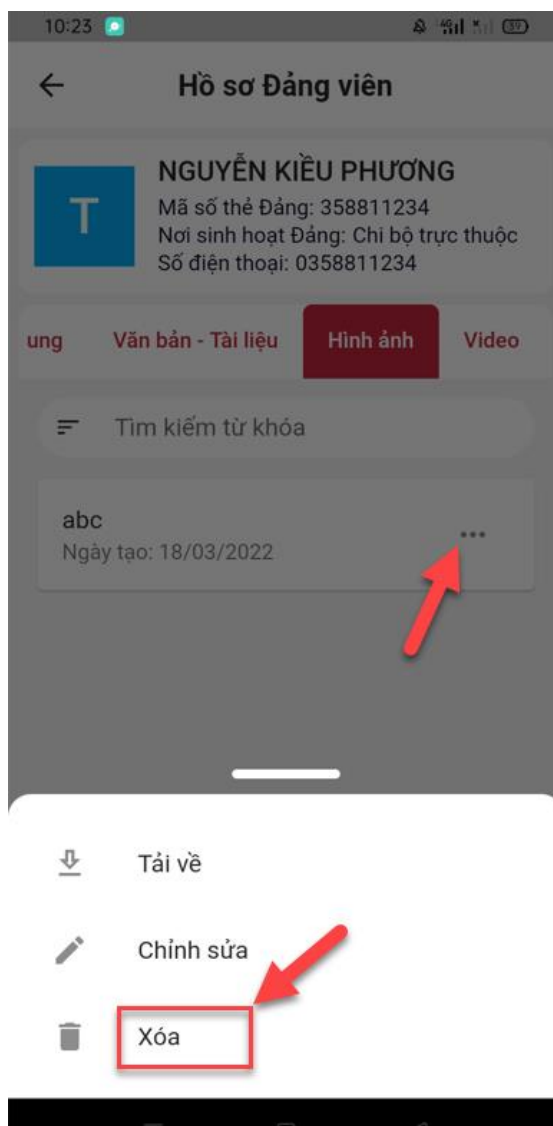 10:23
4G
39
Hồ sơ Đảng viên
T
NGUYỄN KIỀU PHƯƠNG
Mã số thẻ Đảng: 358811234
Nơi sinh hoạt Đảng: Chi bộ trực thuộc
Số điện thoại: 0358811234
ung Văn bản - Tài liệu Hình ảnh Video
Tìm kiếm từ khóa
abc
Ngày tạo: 18/03/2022
Tải về
Chỉnh sửa
Xóa